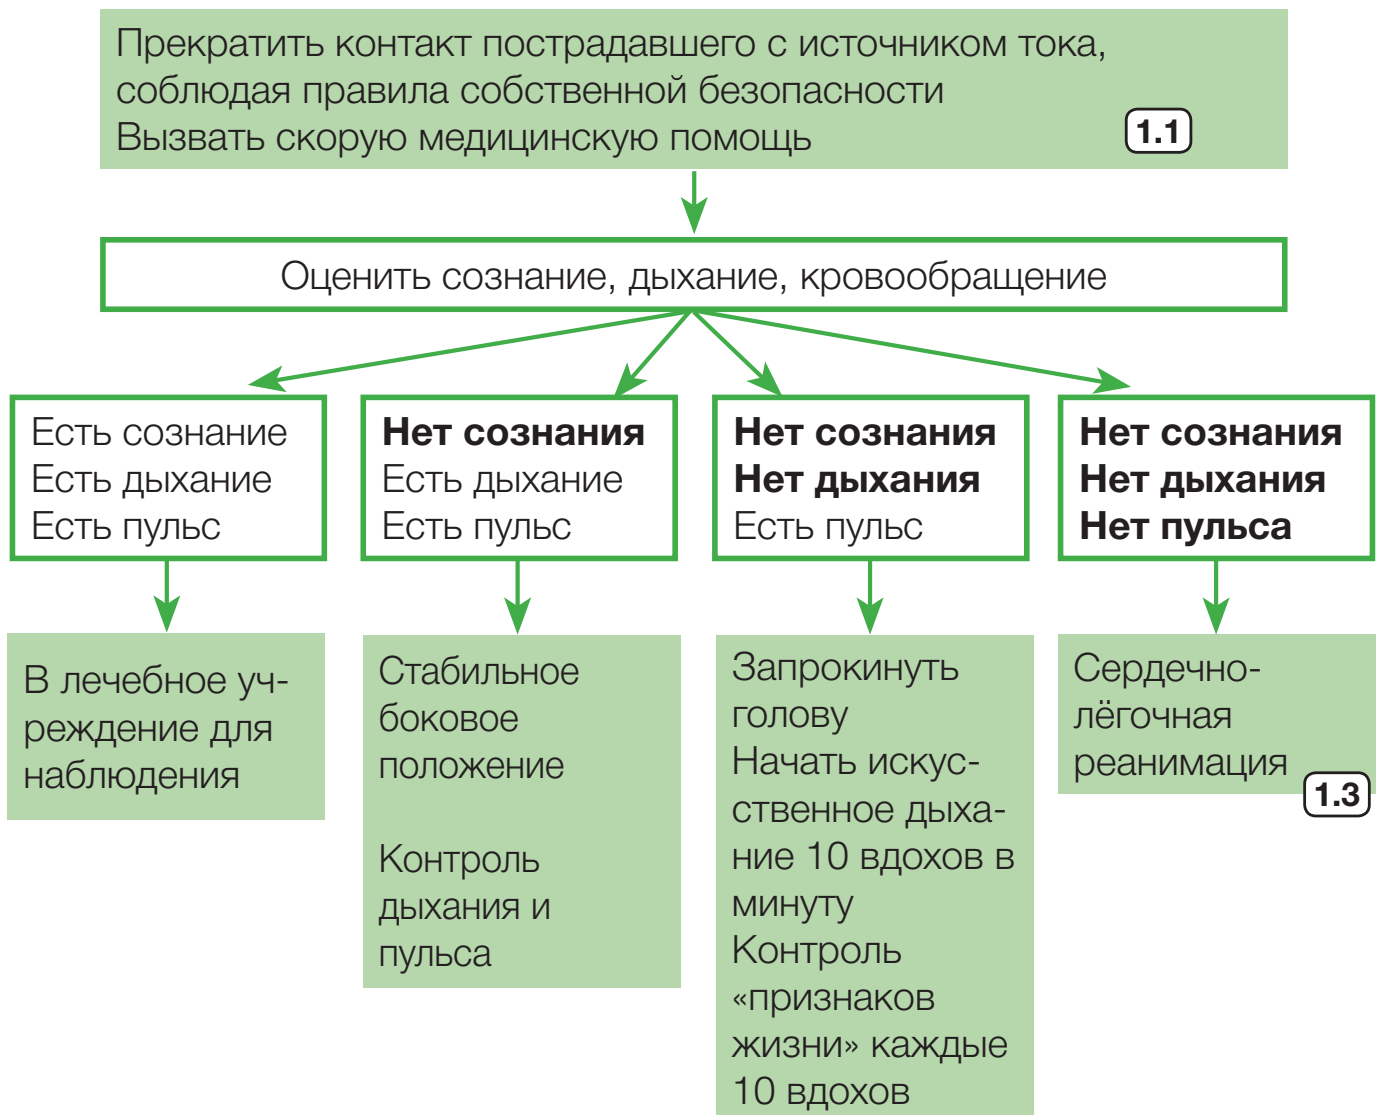 Прекратить контакт пострадавшего с источником тока,
соблюдая правила собственной безопасности
Вызвать скорую медицинскую помощь
1.1
Оценить сознание, дыхание, кровообращение
Есть сознание
Есть дыхание
Есть пульс
Нет сознания
Есть дыхание
Есть пульс
Нет сознания
Нет дыхания
Есть пульс
Нет сознания
Нет дыхания
Нет пульса
В лечебное уч-
реждение для
наблюдения
Стабильное
боковое
положение
Контроль
дыхания и
пульса
Запрокинуть
голову
Начать искус-
ственное дыха-
ние 10 вдохов в
минуту
Контроль
«признаков
жизни» каждые
10 вдохов
Сердечно-
лёгочная
реанимация
1.3